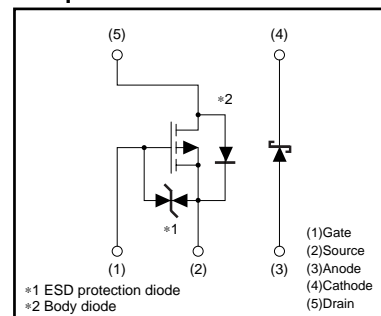 (5) (4)
∗2
∗1
(1) (2) (3)
(1)Gate
(2)Source
(3)Anode
(4)Cathode
(5)Drain
∗1 ESD protection diode
∗2 Body diode